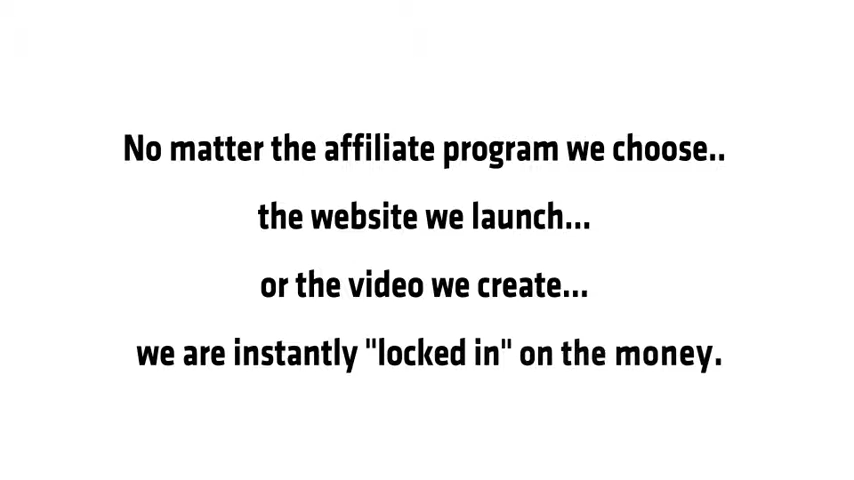 No matter the affiliate program we choose..
the website we launch...
or the video we create...
we are instantly "locked in" on the money.